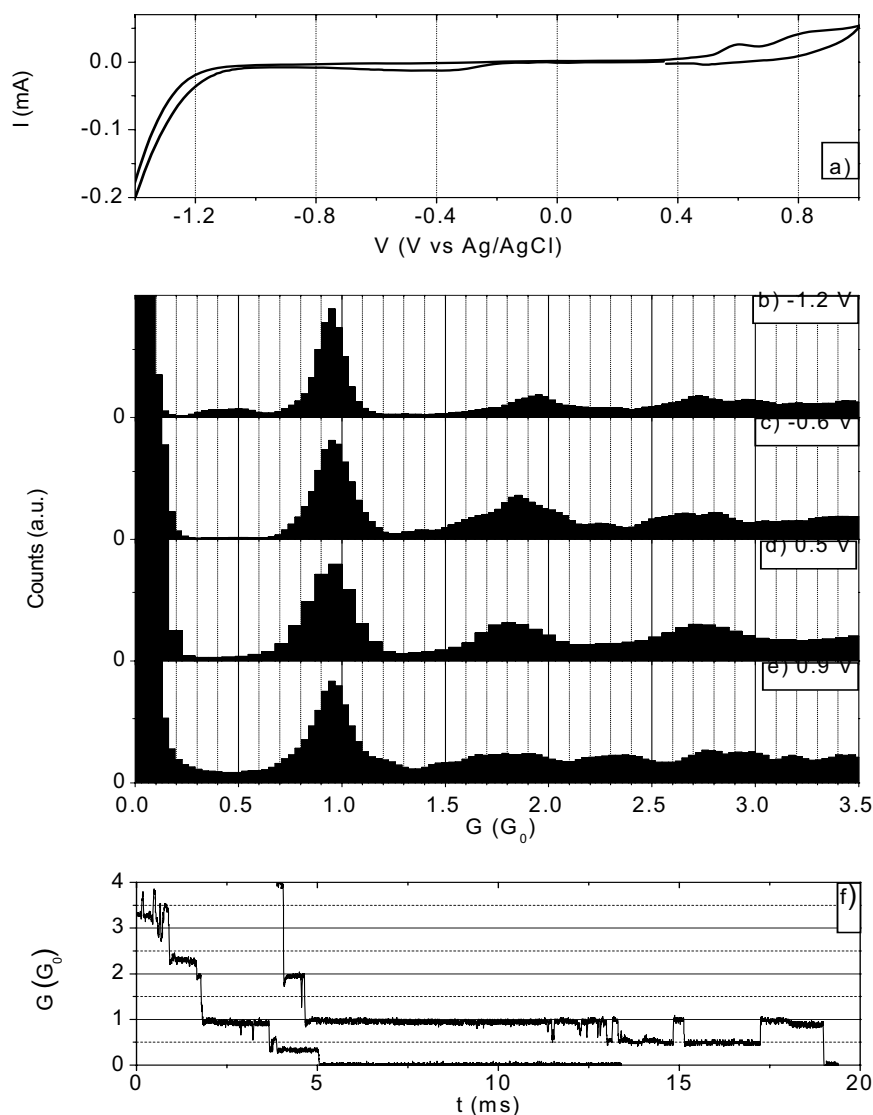 0.0
-0.1
-0.2
I (mA)
a)
-1.2 -0.8 -0.4 0.0 0.4 0.8
V (V vs Ag/AgCl)
b) -1.2 V
0
c) -0.6 V
0
d) 0.5 V
0
e) 0.9 V
0
Counts (a.u.)
0.0 0.5 1.0 1.5 2.0 2.5 3.0 3.5
G (G0)
f)
4
3
2
1
0
G (G0)
0 5 10 15 20
t (ms)